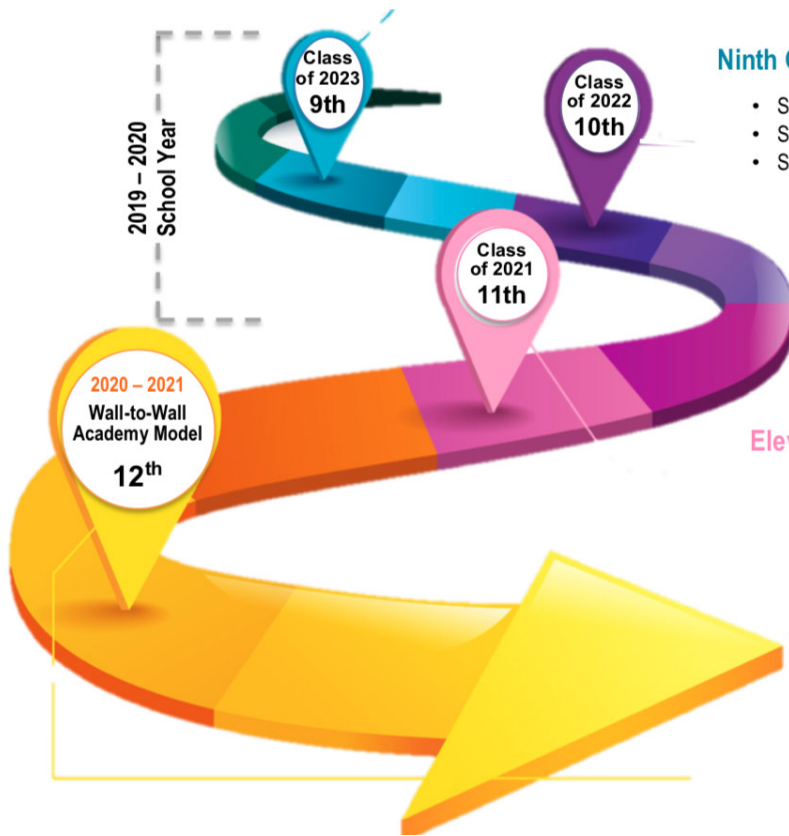 Class
of 2023
9th
Class
of 2022
10th
Ninth
2019 – 2020
School Year
Class
of 2021
11th
2020 – 2021
Wall-to-Wall
Academy Model
12th